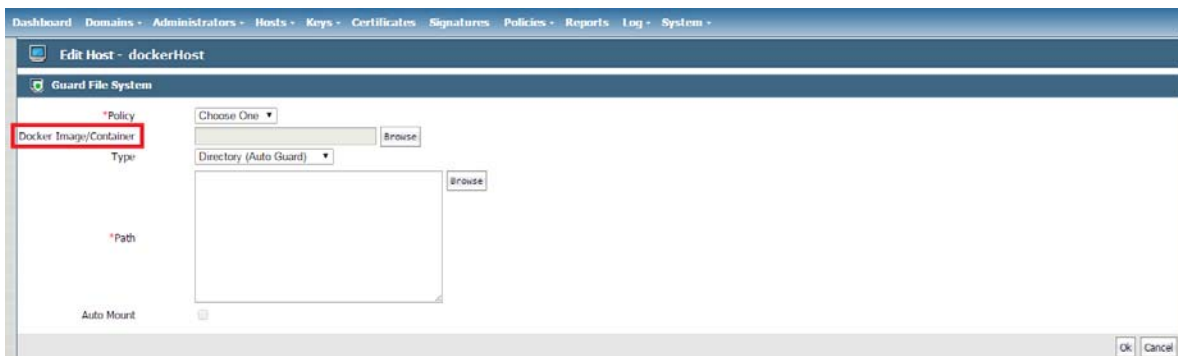 Dashboard Domains Administrators Hosts Keys Certificates Signatures Policies Reports Log System
Edit Host - dockerHost
Guard File System
*Policy Choose One
Docker Image/Container Browse
Type Directory (Auto Guard)
Browse
*Path
Auto Mount
Ok Cancel